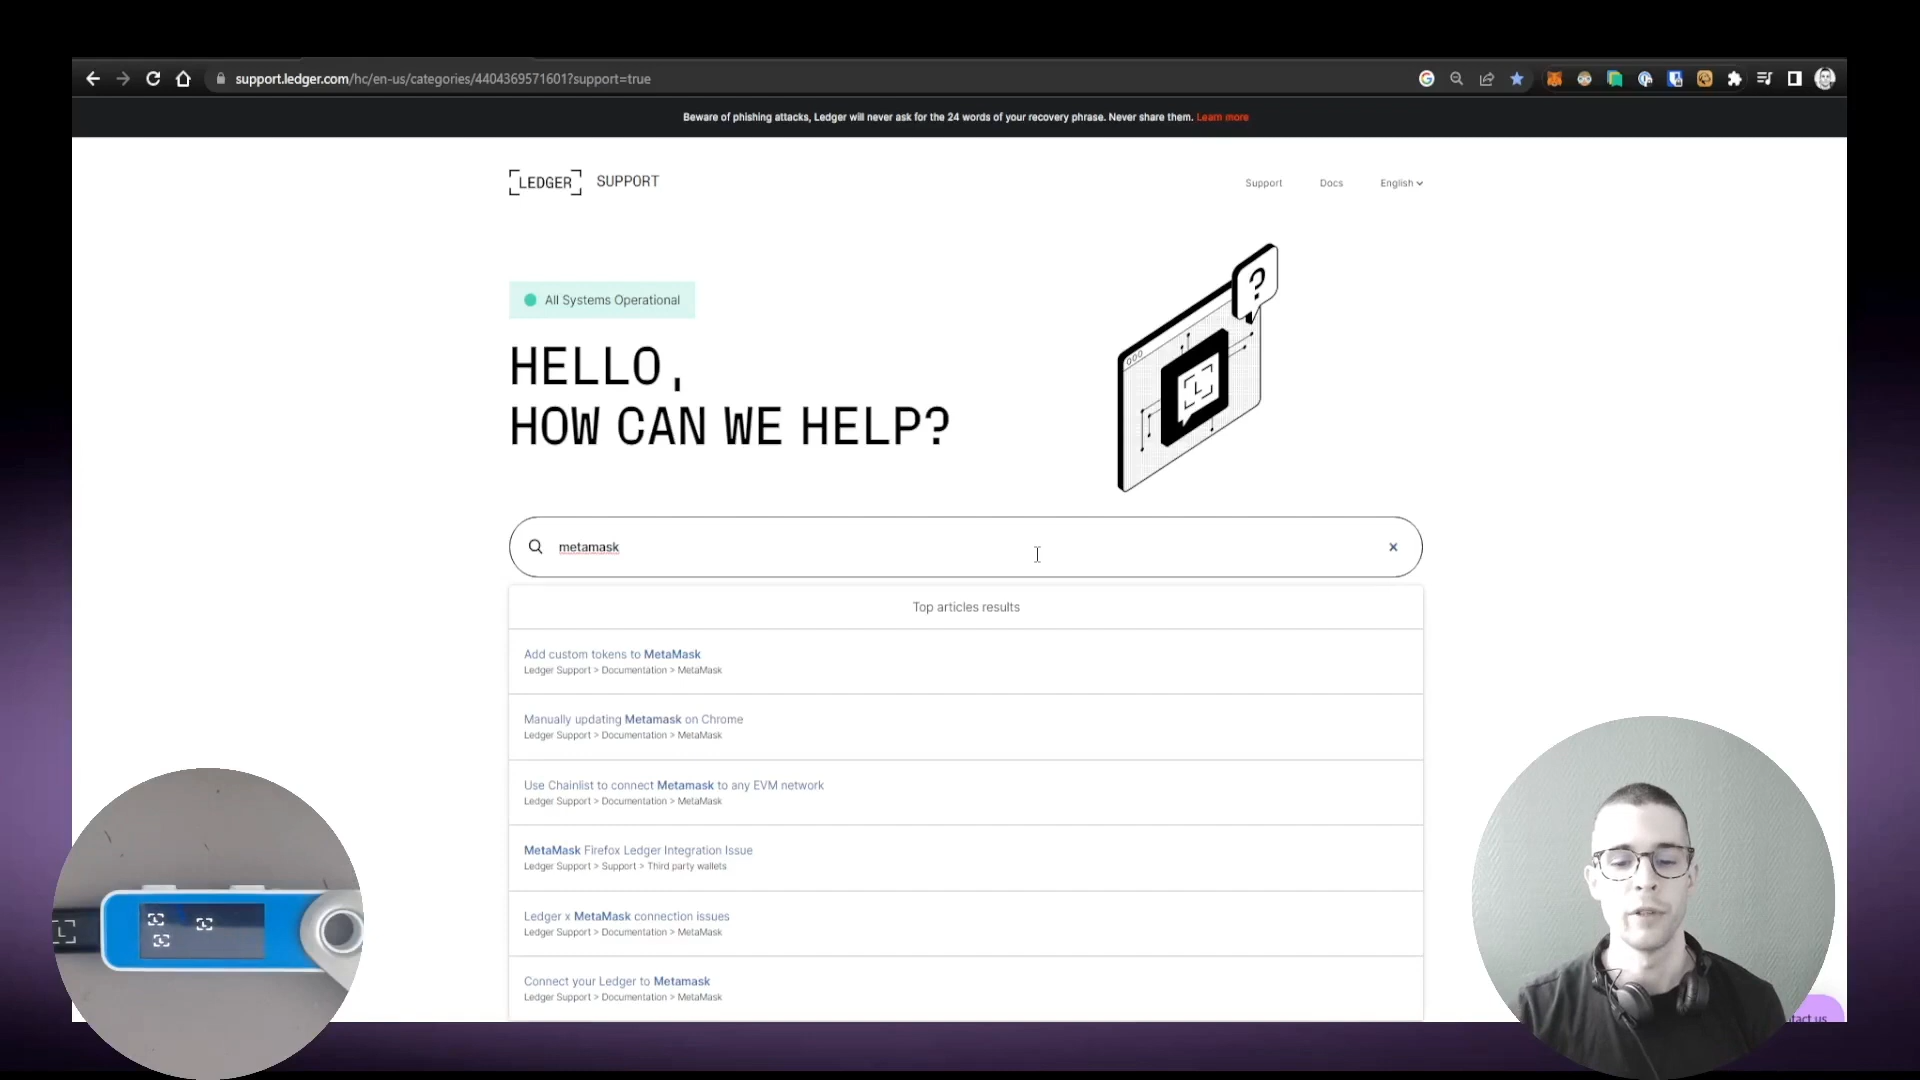 support.ledger.com/hc/en-us/categories/4404369571601?support=true
Beware of phishing attacks, Ledger will never ask for the 24 words of your recovery phrase. Never share them. Learn more
LEDGER SUPPORT
Support Docs English
All Systems Operational
HELLO,
HOW CAN WE HELP?
metamask
Top articles results
Add custom tokens to MetaMask
Ledger Support > Documentation > MetaMask
Manually updating Metamask on Chrome
Ledger Support > Documentation > MetaMask
Use Chainlist to connect Metamask to any EVM network
Ledger Support > Documentation > MetaMask
MetaMask Firefox Ledger Integration Issue
Ledger Support > Support > Third party wallets
Ledger x MetaMask connection issues
Ledger Support > Documentation > MetaMask
Connect your Ledger to Metamask
Ledger Support > Documentation > MetaMask